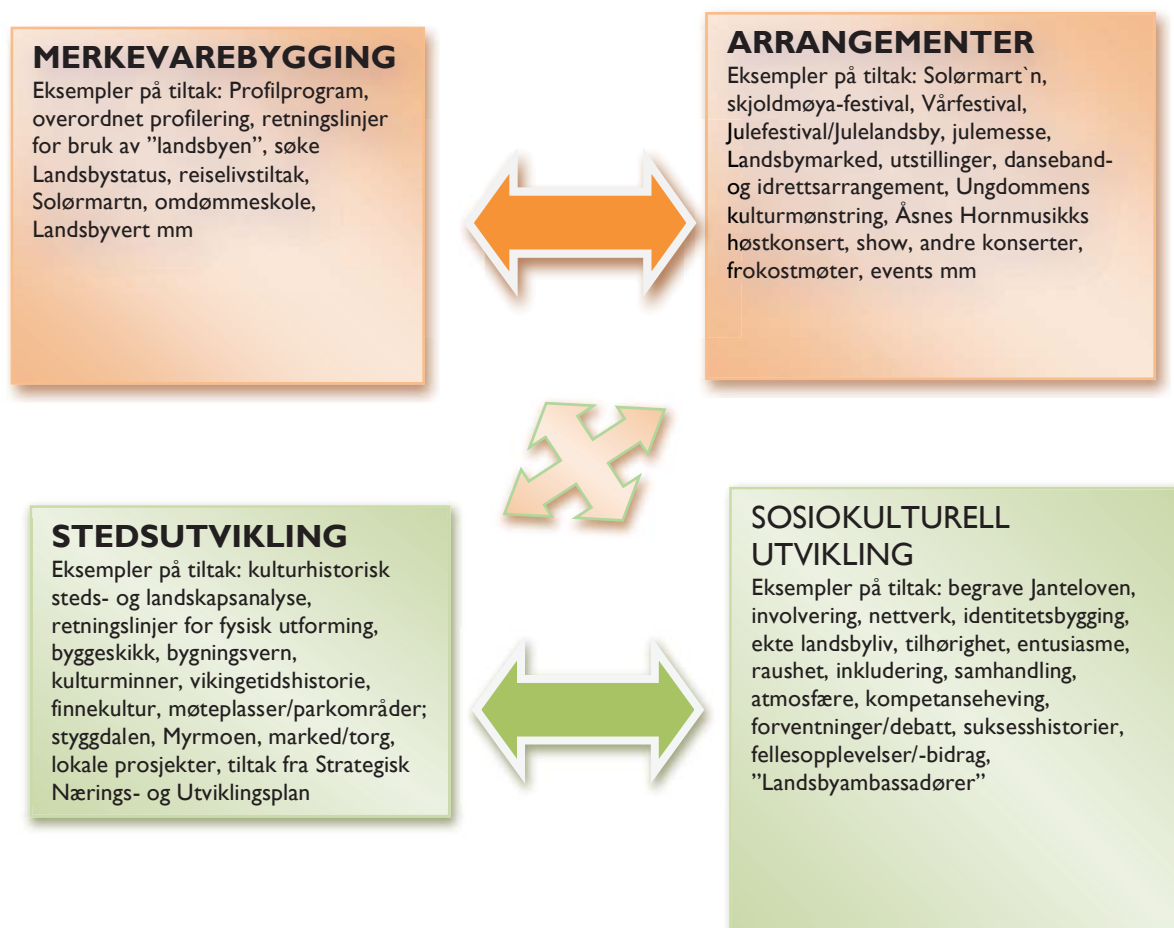 MERKEVAREBYGGING
Eksempler på tiltak: Profilprogram,
overordnet profilering, retningslinjer
for bruk av ”landsbyen”, søke
Landsbystatus, reiselivstiltak,
Solørmartn, omdømmeskole,
Landsbyvert mm
ARRANGEMENTER
Eksempler på tiltak: Solørmart`n,
skjoldmøya-festival, Vårfestival,
Julefestival/Julelandsby, julemesse,
Landsbymarked, utstillinger, danseband-
og idrettsarrangement, Ungdommens
kulturmønstring, Åsnes Hornmusikks
høstkonsert, show, andre konserter,
frokostmøter, events mm
STEDSUTVIKLING
Eksempler på tiltak: kulturhistorisk
steds- og landskapsanalyse,
retningslinjer for fysisk utforming,
byggeskikk, bygningsvern,
kulturminner, vikingetidshistorie,
finnekultur, møteplasser/parkområder;
styggdalen, Myrmoen, marked/torg,
lokale prosjekter, tiltak fra Strategisk
Nærings- og Utviklingsplan
SOSIOKULTURELL
UTVIKLING
Eksempler på tiltak: begrave Janteloven,
involvering, nettverk, identitetsbygging,
ekte landsbyliv, tilhørighet, entusiasme,
raushet, inkludering, samhandling,
atmosfære, kompetanseheving,
forventninger/debatt, suksesshistorier,
fellesopplevelser/-bidrag,
”Landsbyambassadører”